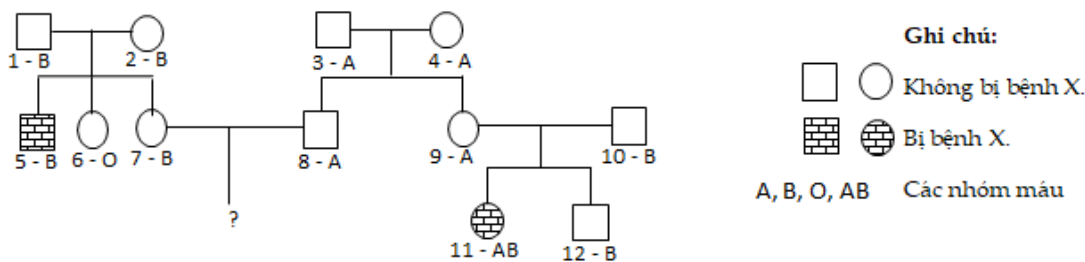 1 - B
2 - B
3 - A
4 - A
5 - B
6 - O
7 - B
8 - A
9 - A
10 - B
?
11 - AB
12 - B
Ghi chú:
Không bị bệnh X.
Bị bệnh X.
A, B, O, AB Các nhóm máu